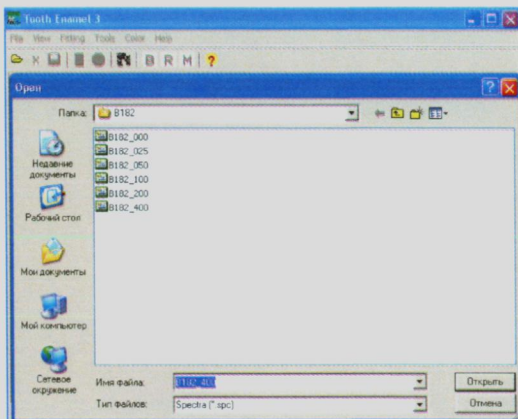 Tooth Enamel 3
File View Fitting Tools Color Help
B R M ?
Open
Папка: B182
B182_000
B182_025
B182_050
B182_100
B182_200
B182_400
Недавние документы
Рабочий стол
Мои документы
Мой компьютер
Сетевое окружение
Имя файла: B182_400 Открыть
Тип файлов: Spectra (*.spc) Отмена